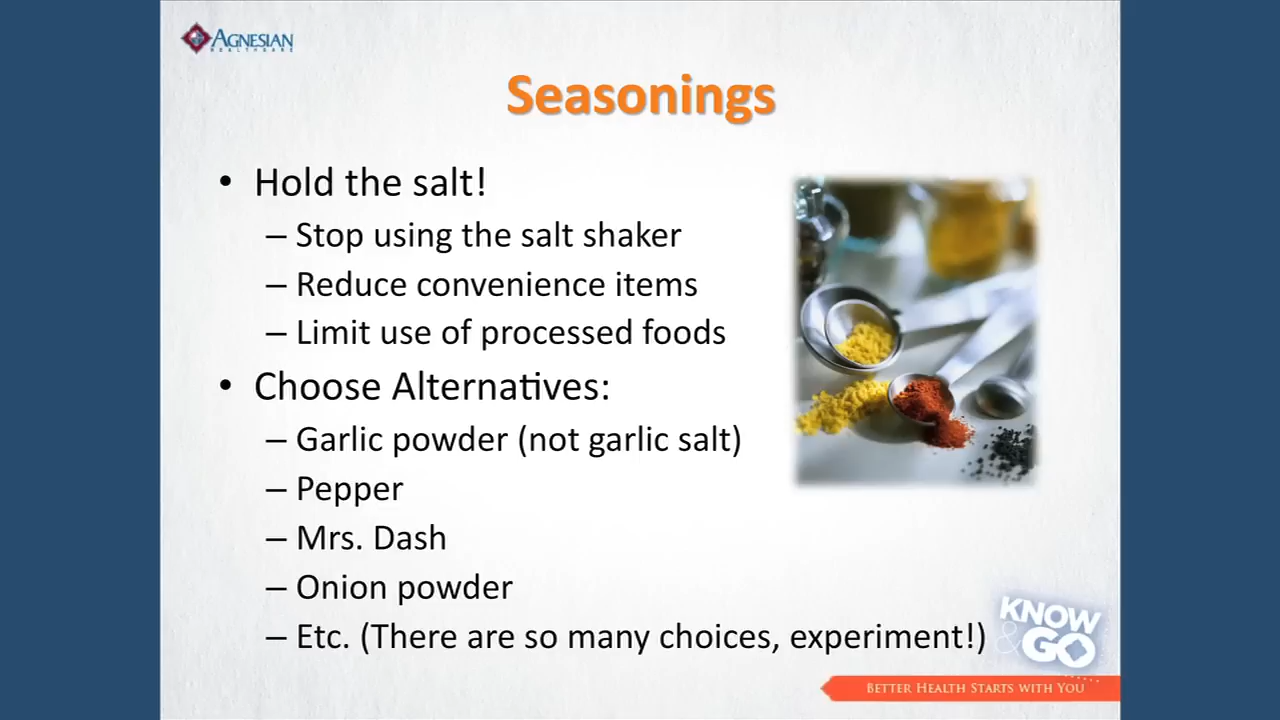 AGNESIAN
HEALTHCARE
Seasonings
• Hold the salt!
– Stop using the salt shaker
– Reduce convenience items
– Limit use of processed foods
• Choose Alternatives:
– Garlic powder (not garlic salt)
– Pepper
– Mrs. Dash
– Onion powder
– Etc. (There are so many choices, experiment!)
KNOW
& GO
BETTER HEALTH STARTS WITH YOU